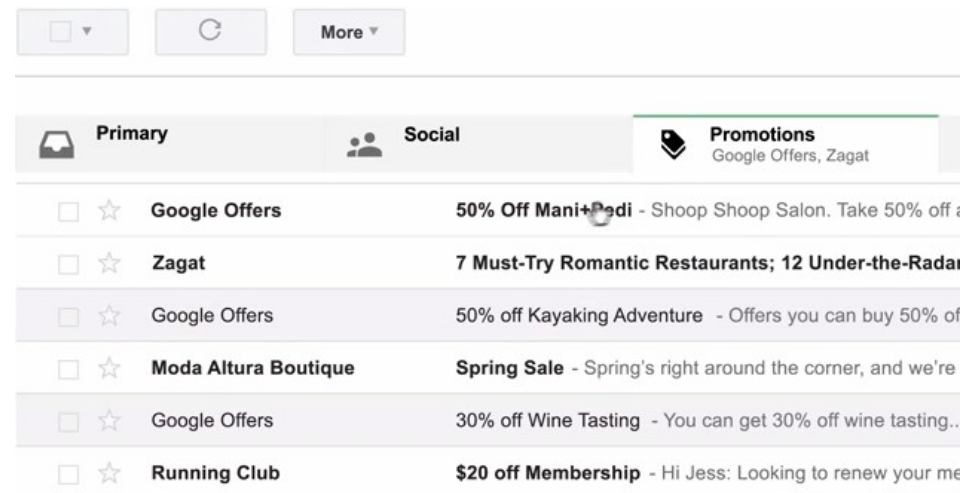 More
Primary
Social
Promotions
Google Offers, Zagat
Google Offers 50% Off Mani+Pedi - Shoop Shoop Salon. Take 50% off a
Zagat 7 Must-Try Romantic Restaurants; 12 Under-the-Radar
Google Offers 50% off Kayaking Adventure - Offers you can buy 50% of
Moda Altura Boutique Spring Sale - Spring's right around the corner, and we're
Google Offers 30% off Wine Tasting - You can get 30% off wine tasting..
Running Club $20 off Membership - Hi Jess: Looking to renew your me